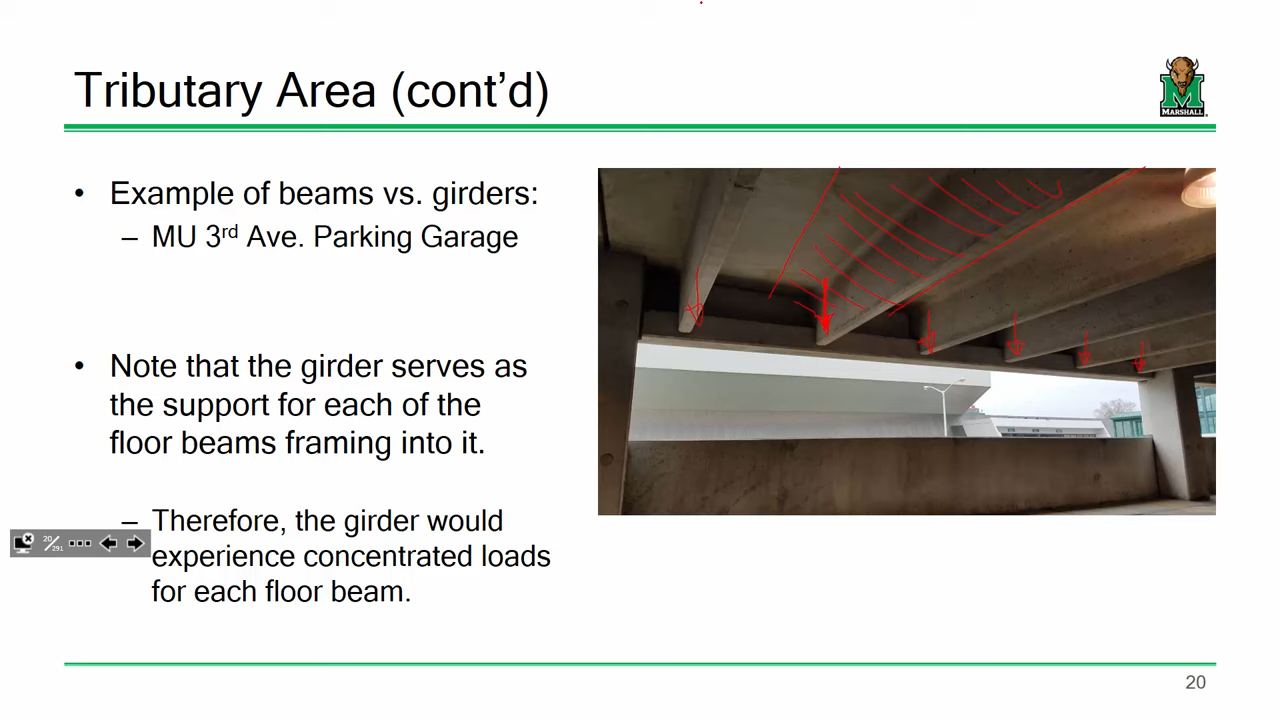 Tributary Area (cont’d)
MARSHALL
• Example of beams vs. girders:
– MU 3rd Ave. Parking Garage
• Note that the girder serves as
the support for each of the
floor beams framing into it.
– Therefore, the girder would
20/291
experience concentrated loads
for each floor beam.
20